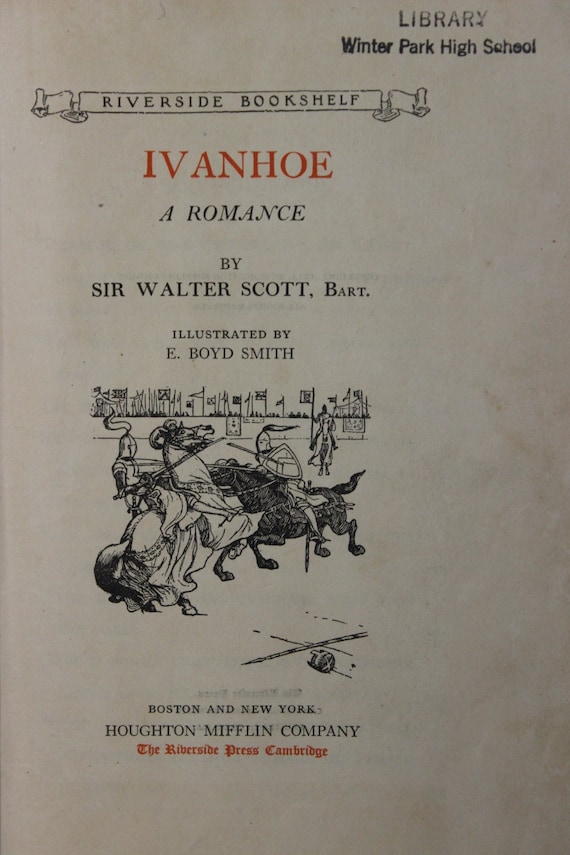 LIBRARY
Winter Park High School
RIVERSIDE BOOKSHELF
IVANHOE
A ROMANCE
BY
SIR WALTER SCOTT, BART.
ILLUSTRATED BY
E. BOYD SMITH
BOSTON AND NEW YORK
HOUGHTON MIFFLIN COMPANY
The Riverside Press Cambridge